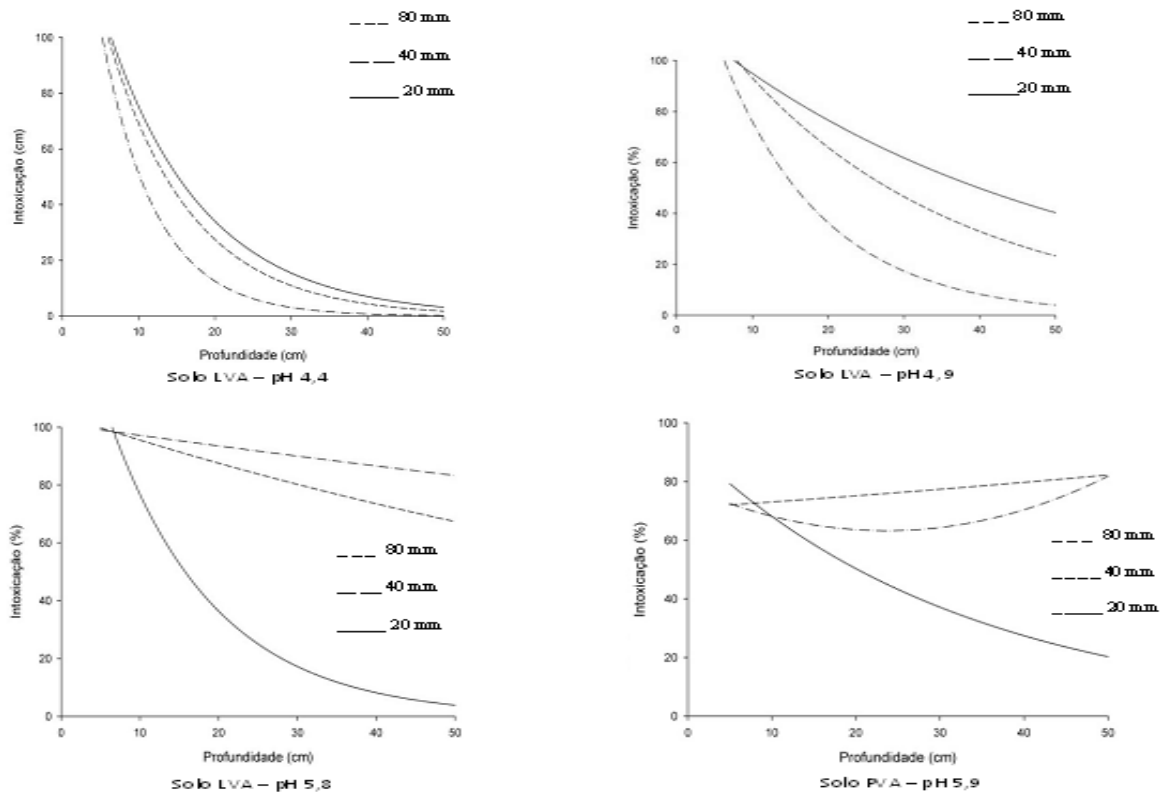 80 mm
40 mm
20 mm
100
80
60
40
20
0
Intoxicação (cm)
0 10 20 30 40 50
Profundidade (cm)
Solo LVA – pH 4,4
80 mm
40 mm
20 mm
100
80
60
40
20
0
Intoxicação (%)
0 10 20 30 40 50
Profundidade (cm)
Solo LVA – pH 4,9
100
80
60
40
20
0
Intoxicação (%)
80 mm
40 mm
20 mm
0 10 20 30 40 50
Profundidade (cm)
Solo LVA – pH 5,8
100
80
60
40
20
0
Intoxicação (%)
80 mm
40 mm
20 mm
0 10 20 30 40 50
Profundidade (cm)
Solo PVA – pH 5,9